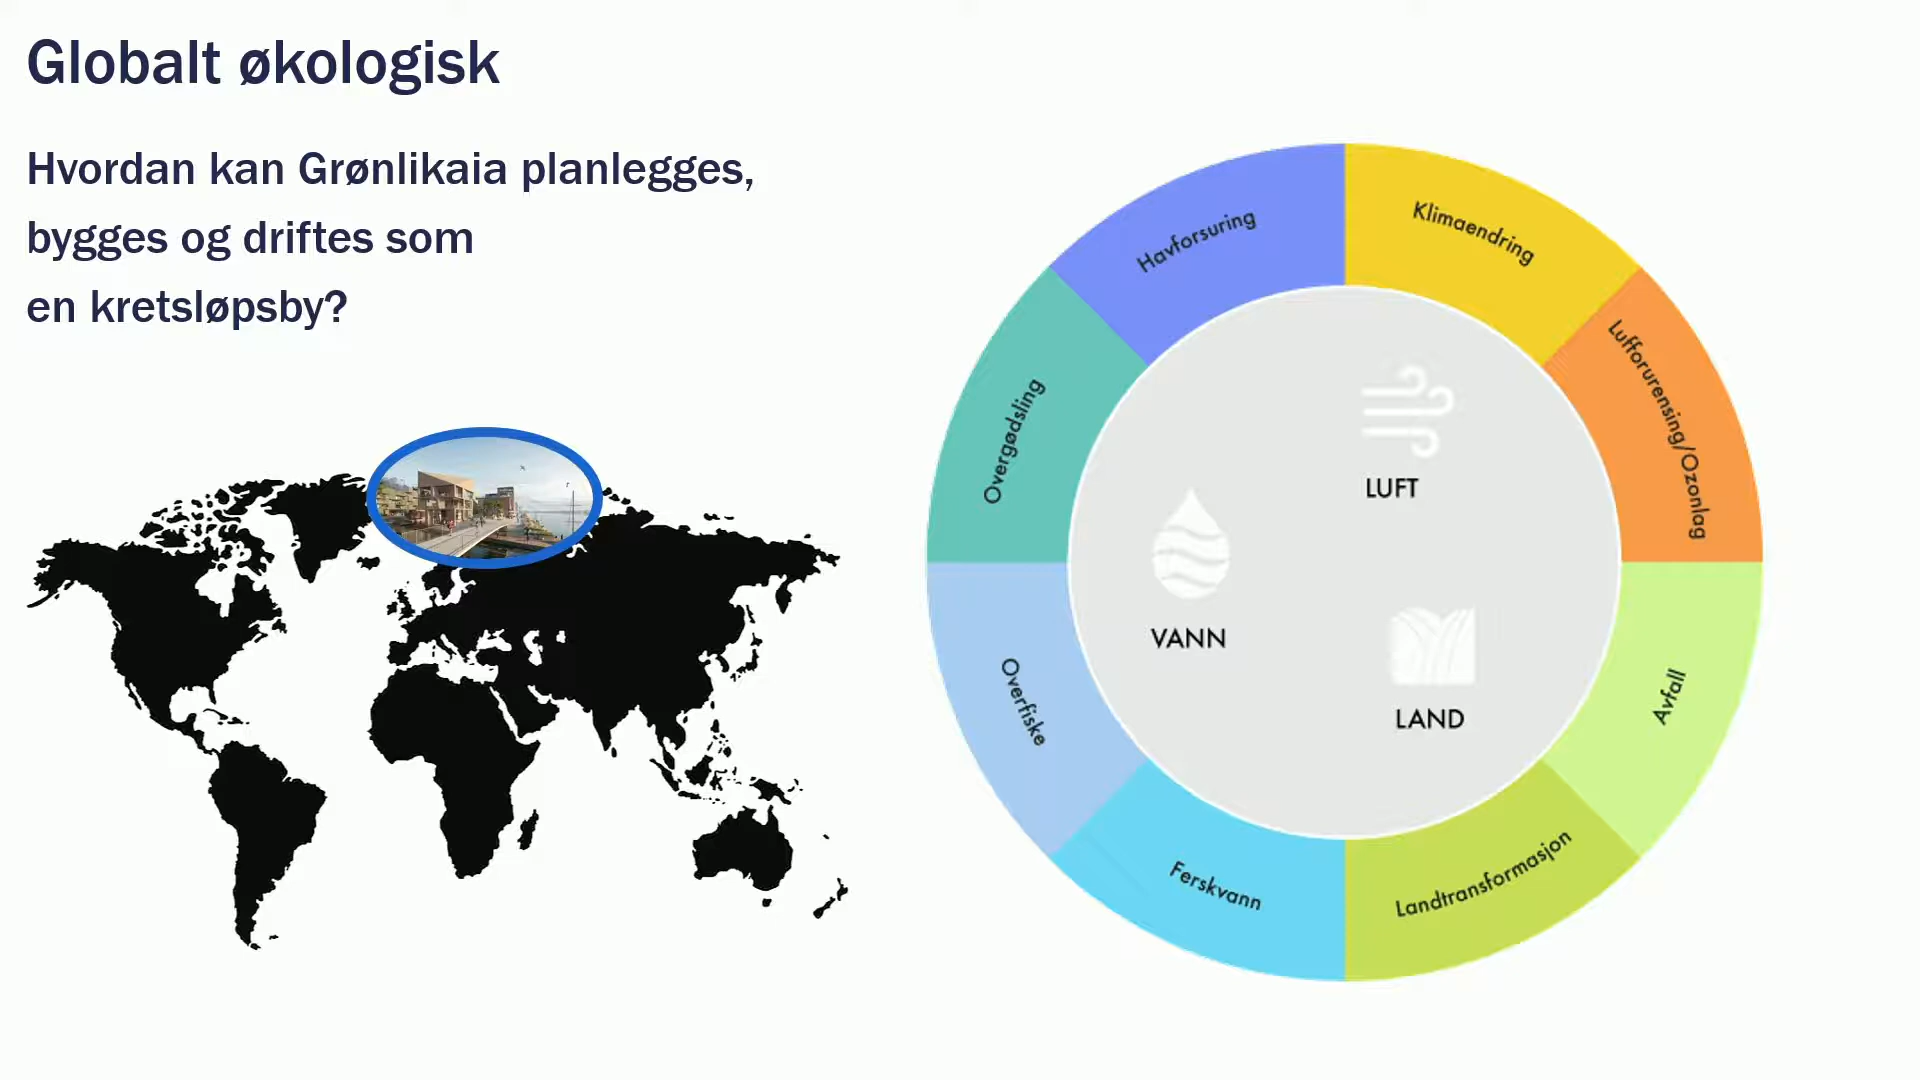 Globalt økologisk
Hvordan kan Grønlikaia planlegges,
bygges og driftes som
en kretsløpsby?
Havforsuring
Klimaendring
Lufforurensing/Ozonlag
Overgødsling
LUFT
VANN
LAND
Overfiske
Avfall
Ferskvann
Landtransformasjon